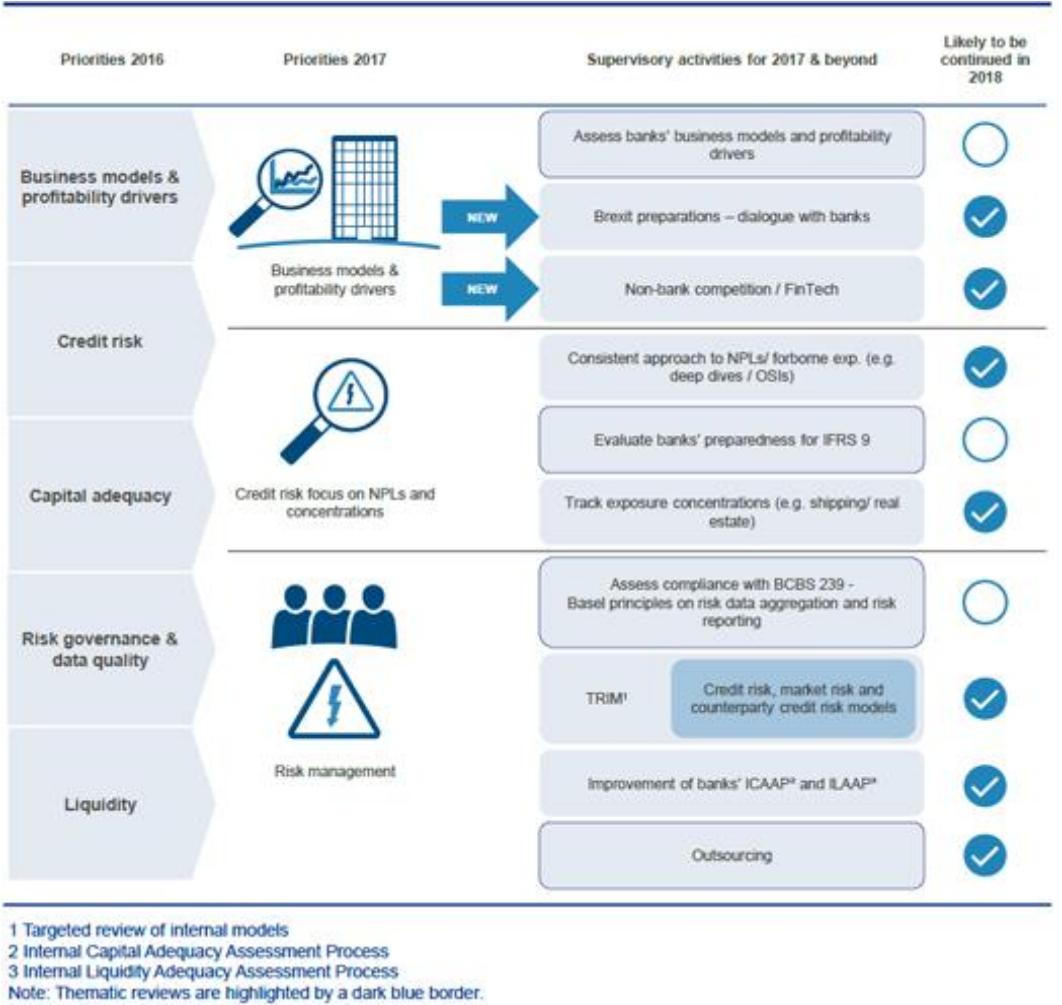 Priorities 2016
Priorities 2017
Supervisory activities for 2017 & beyond
Likely to be
continued in
2018
Business models &
profitability drivers
Credit risk
Capital adequacy
Risk governance &
data quality
Liquidity
Business models &
profitability drivers
Credit risk focus on NPLs and
concentrations
Risk management
Assess banks' business models and profitability
drivers
NEW
Brexit preparations – dialogue with banks
NEW
Non-bank competition / FinTech
Consistent approach to NPLs/ forborne exp. (e.g.
deep dives / OSIs)
Evaluate banks' preparedness for IFRS 9
Track exposure concentrations (e.g. shipping/ real
estate)
Assess compliance with BCBS 239 -
Basel principles on risk data aggregation and risk
reporting
TRIM¹
Credit risk, market risk and
counterparty credit risk models
Improvement of banks' ICAAP² and ILAAP³
Outsourcing
1 Targeted review of internal models
2 Internal Capital Adequacy Assessment Process
3 Internal Liquidity Adequacy Assessment Process
Note: Thematic reviews are highlighted by a dark blue border.